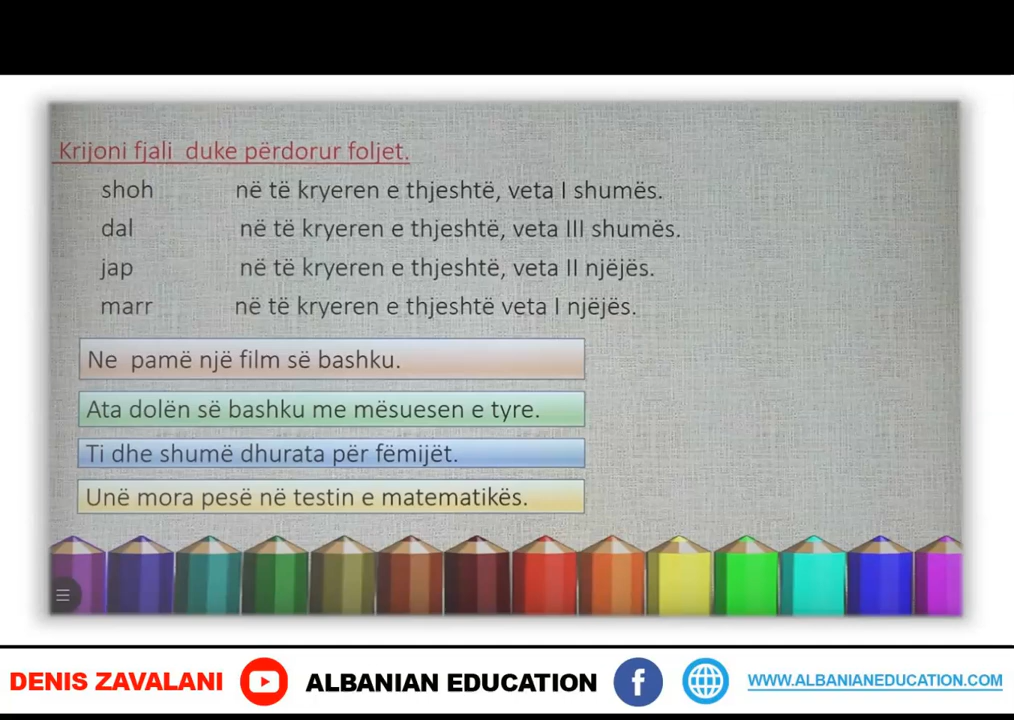 Krijoni fjali duke përdorur foljet.
shoh në të kryeren e thjeshtë, veta I shumës.
dal në të kryeren e thjeshtë, veta III shumës.
jap në të kryeren e thjeshtë, veta II njëjës.
marr në të kryeren e thjeshtë veta I njëjës.
Ne pamë një film së bashku.
Ata dolën së bashku me mësuesen e tyre.
Ti dhe shumë dhurata për fëmijët.
Unë mora pesë në testin e matematikës.
DENIS ZAVALANI ALBANIAN EDUCATION WWW.ALBANIANEDUCATION.COM